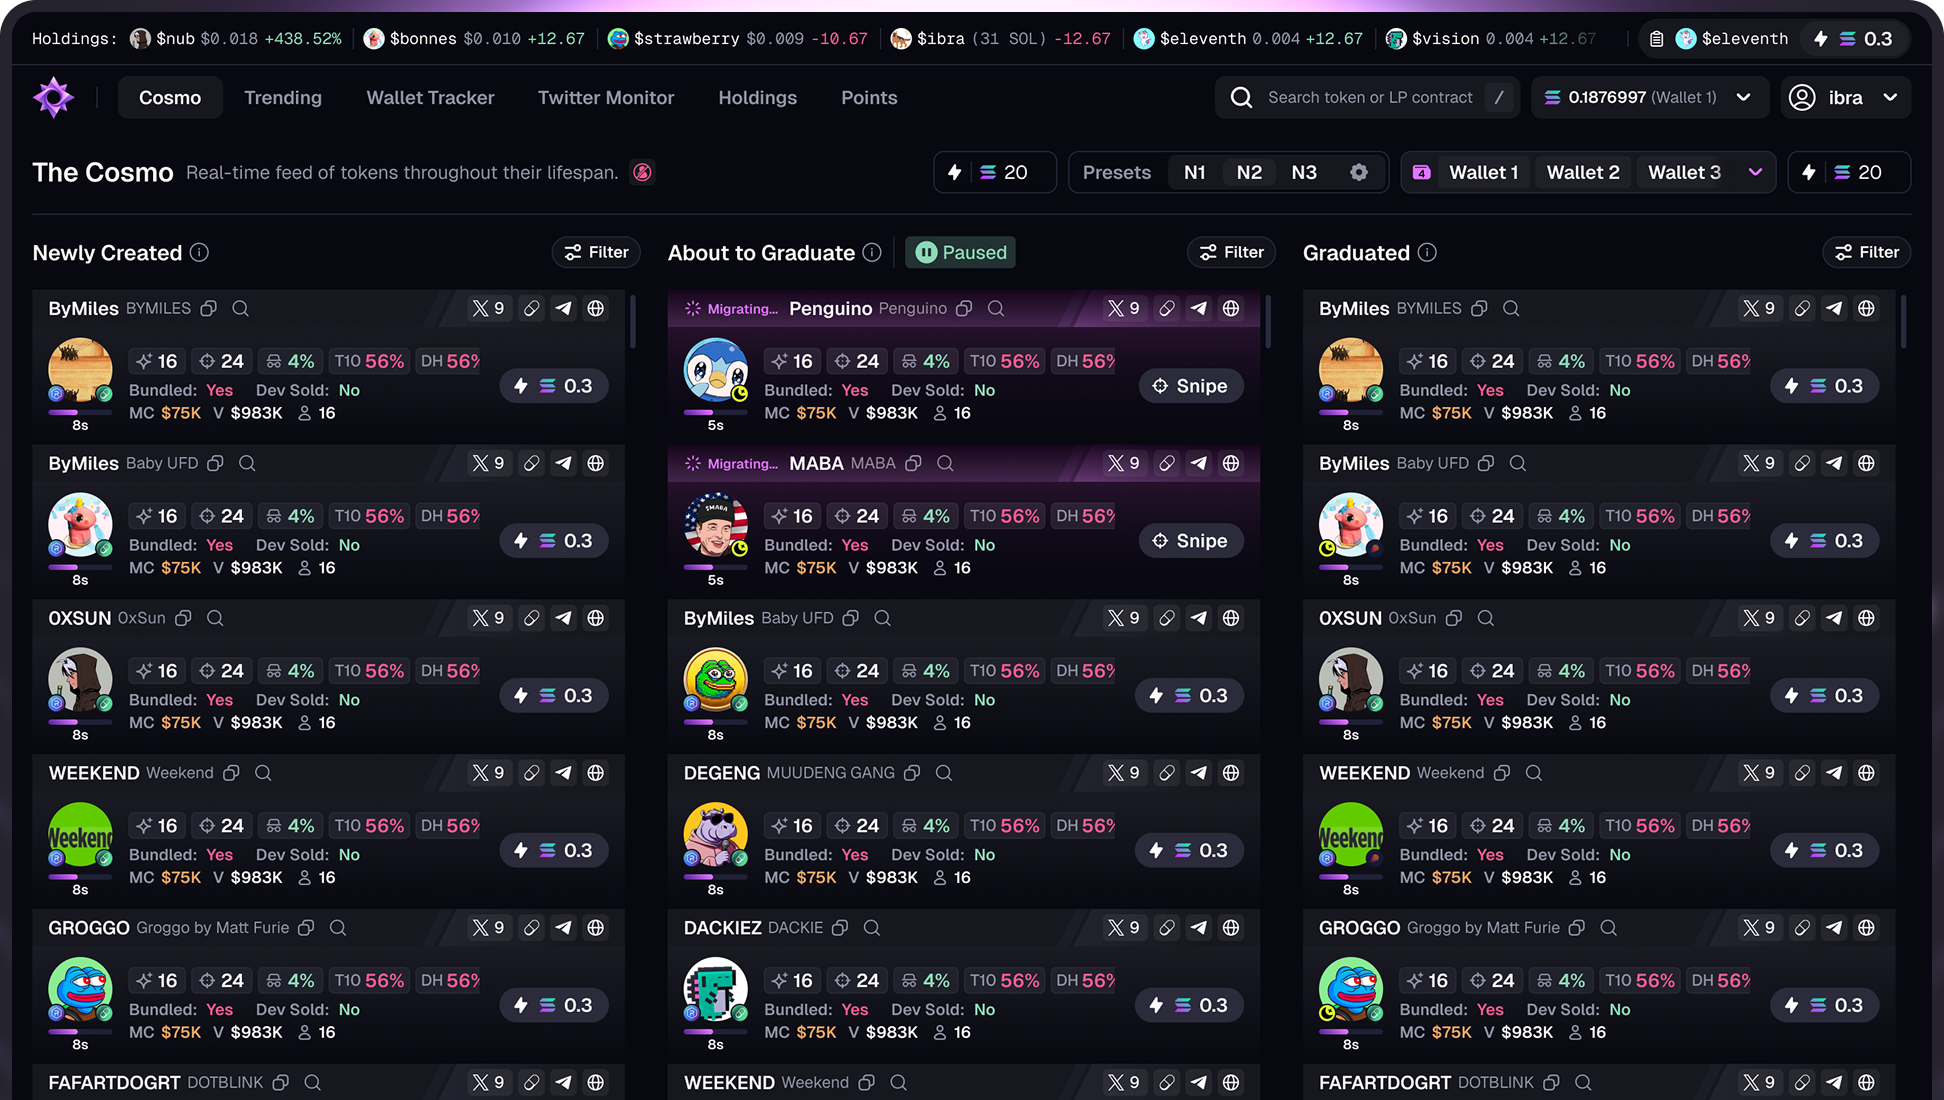 Holdings: $nub $0.018 +438.52% $bonnes $0.010 +12.67 $strawberry $0.009 -10.67 $ibra (31 SOL) -12.67 $eleventh 0.004 +12.67 $vision 0.004 +12.67 $eleventh 0.3
Cosmo Trending Wallet Tracker Twitter Monitor Holdings Points Search token or LP contract / 0.1876997 (Wallet 1) ibra
The Cosmo Real-time feed of tokens throughout their lifespan. 20 Presets N1 N2 N3 4 Wallet 1 Wallet 2 Wallet 3 20
Newly Created Filter
ByMiles BYMILES 9
16 24 4% T10 56% DH 56%
Bundled: Yes Dev Sold: No 0.3
MC $75K V $983K 16
8s
ByMiles Baby UFD 9
16 24 4% T10 56% DH 56%
Bundled: Yes Dev Sold: No 0.3
MC $75K V $983K 16
8s
0XSUN 0xSun 9
16 24 4% T10 56% DH 56%
Bundled: Yes Dev Sold: No 0.3
MC $75K V $983K 16
8s
WEEKEND Weekend 9
Weekend
16 24 4% T10 56% DH 56%
Bundled: Yes Dev Sold: No 0.3
MC $75K V $983K 16
8s
GROGGO Groggo by Matt Furie 9
16 24 4% T10 56% DH 56%
Bundled: Yes Dev Sold: No 0.3
MC $75K V $983K 16
8s
FAFARTDOGRT DOTBLINK 9
About to Graduate Paused Filter
Migrating... Penguino Penguino 9
16 24 4% T10 56% DH 56%
Bundled: Yes Dev Sold: No Snipe
MC $75K V $983K 16
5s
Migrating... MABA MABA 9
16 24 4% T10 56% DH 56%
Bundled: Yes Dev Sold: No Snipe
MC $75K V $983K 16
5s
ByMiles Baby UFD 9
16 24 4% T10 56% DH 56%
Bundled: Yes Dev Sold: No 0.3
MC $75K V $983K 16
8s
DEGENG MUUDENG GANG 9
16 24 4% T10 56% DH 56%
Bundled: Yes Dev Sold: No 0.3
MC $75K V $983K 16
8s
DACKIEZ DACKIE 9
16 24 4% T10 56% DH 56%
Bundled: Yes Dev Sold: No 0.3
MC $75K V $983K 16
8s
WEEKEND Weekend 9
Graduated Filter
ByMiles BYMILES 9
16 24 4% T10 56% DH 56%
Bundled: Yes Dev Sold: No 0.3
MC $75K V $983K 16
8s
ByMiles Baby UFD 9
16 24 4% T10 56% DH 56%
Bundled: Yes Dev Sold: No 0.3
MC $75K V $983K 16
8s
0XSUN 0xSun 9
16 24 4% T10 56% DH 56%
Bundled: Yes Dev Sold: No 0.3
MC $75K V $983K 16
8s
WEEKEND Weekend 9
Weekend
16 24 4% T10 56% DH 56%
Bundled: Yes Dev Sold: No 0.3
MC $75K V $983K 16
8s
GROGGO Groggo by Matt Furie 9
16 24 4% T10 56% DH 56%
Bundled: Yes Dev Sold: No 0.3
MC $75K V $983K 16
8s
FAFARTDOGRT DOTBLINK 9